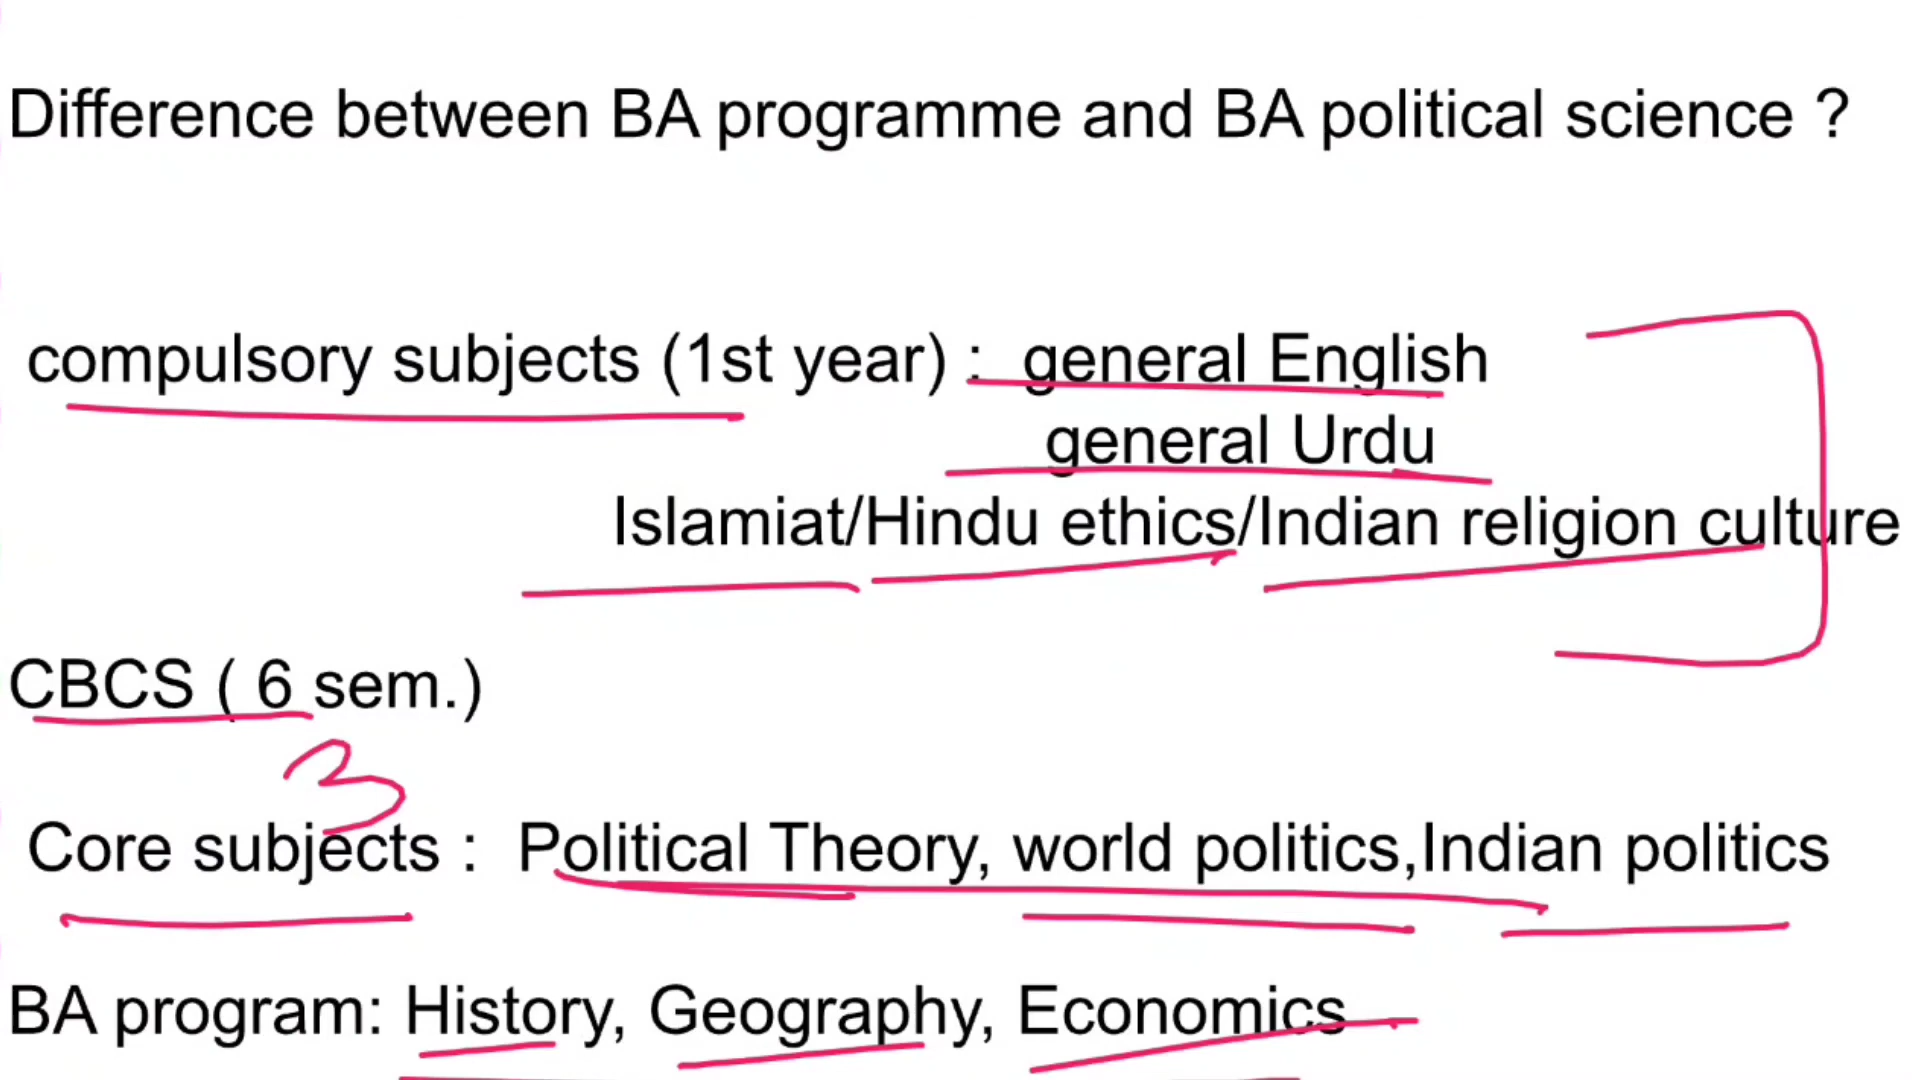 Difference between BA programme and BA political science ?
compulsory subjects (1st year) : general English
general Urdu
Islamiat/Hindu ethics/Indian religion culture
CBCS ( 6 sem.)
3
Core subjects : Political Theory, world politics,Indian politics
BA program: History, Geography, Economics